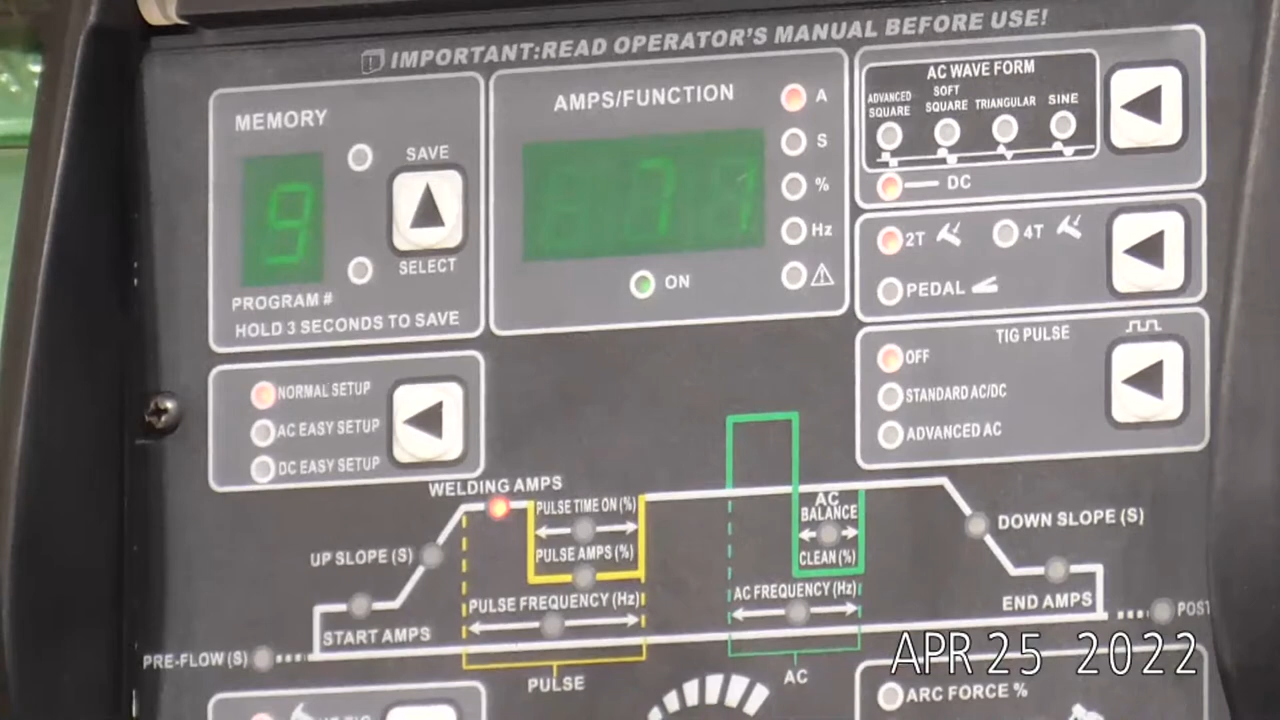 IMPORTANT:READ OPERATOR'S MANUAL BEFORE USE!
MEMORY
SAVE
9
SELECT
PROGRAM #
HOLD 3 SECONDS TO SAVE
AMPS/FUNCTION
A
S
%
Hz
77
ON
AC WAVE FORM
ADVANCED SQUARE
SOFT SQUARE
TRIANGULAR
SINE
DC
2T
4T
PEDAL
TIG PULSE
OFF
STANDARD AC/DC
ADVANCED AC
NORMAL SETUP
AC EASY SETUP
DC EASY SETUP
WELDING AMPS
PULSE TIME ON (%)
PULSE AMPS (%)
UP SLOPE (S)
PULSE FREQUENCY (Hz)
START AMPS
PRE-FLOW (S)
PULSE
AC BALANCE
CLEAN (%)
AC FREQUENCY (Hz)
AC
DOWN SLOPE (S)
END AMPS
POST
APR 25 2022
ARC FORCE %